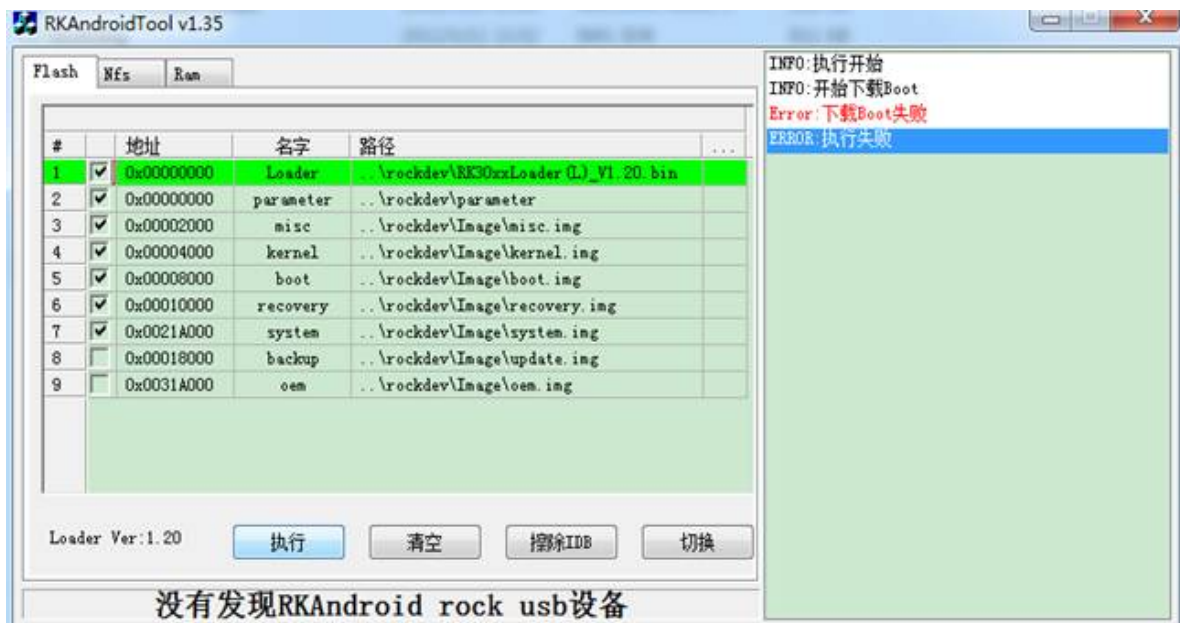 RKAndroidTool v1.35
Flash Nfs Ram
# 地址 名字 路径 ...
1 0x00000000 Loader ..\rockdev\RK30xxLoader(L)_V1.20.bin
2 0x00000000 parameter ..\rockdev\parameter
3 0x00002000 misc ..\rockdev\Image\misc.img
4 0x00004000 kernel ..\rockdev\Image\kernel.img
5 0x00008000 boot ..\rockdev\Image\boot.img
6 0x00010000 recovery ..\rockdev\Image\recovery.img
7 0x0021A000 system ..\rockdev\Image\system.img
8 0x00018000 backup ..\rockdev\Image\update.img
9 0x0031A000 oem ..\rockdev\Image\oem.img
Loader Ver:1.20 执行 清空 擦除IDB 切换
没有发现RKAndroid rock usb设备
INFO:执行开始
INFO:开始下载Boot
Error:下载Boot失败
ERROR:执行失败